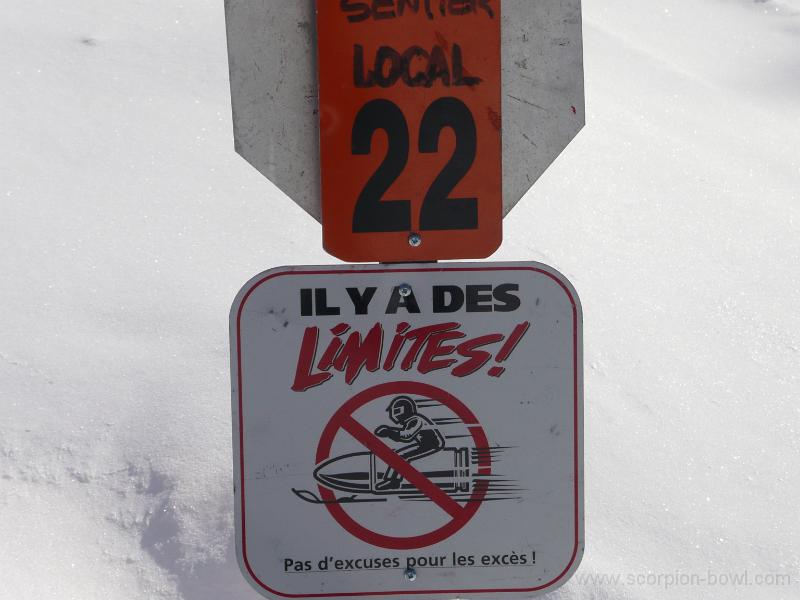 SENTIER
LOCAL
22
IL Y A DES
LIMITES!
Pas d'excuses pour les excès !
www.scorpion-bowl.com